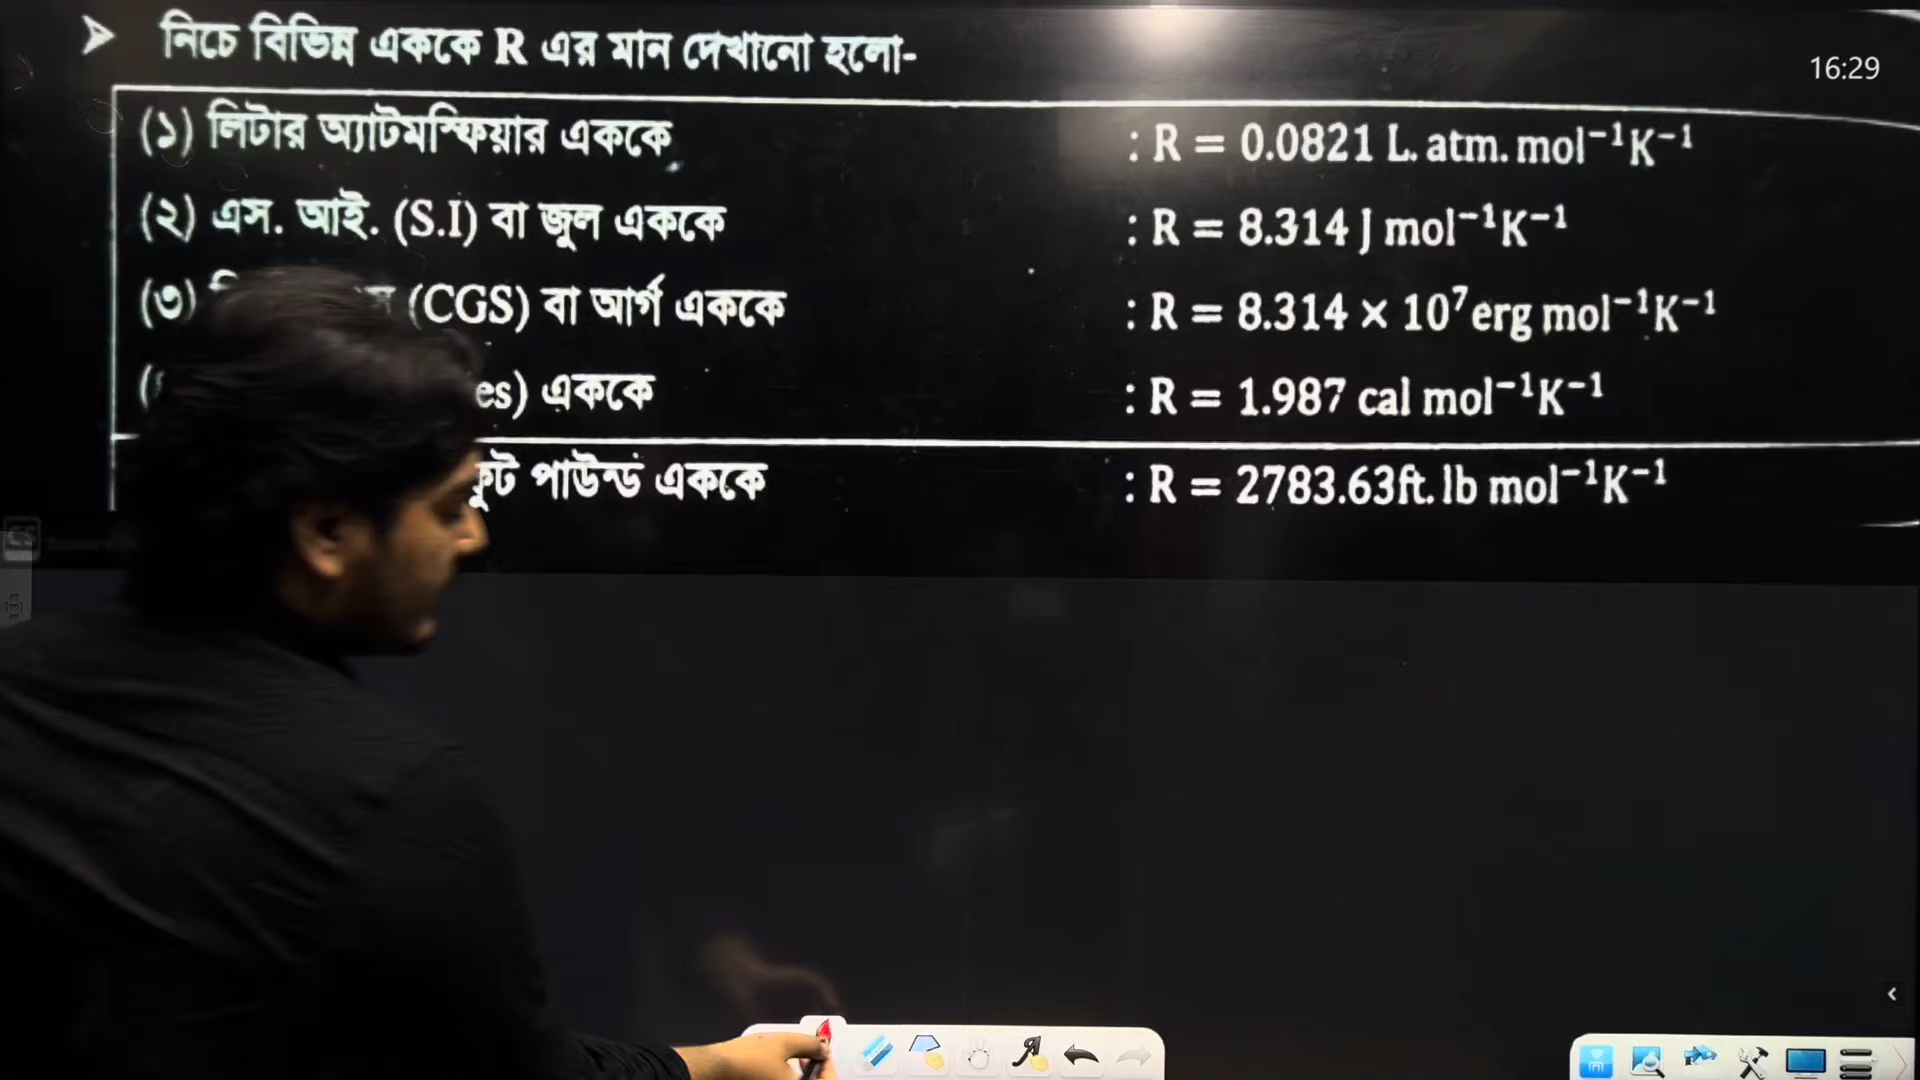 ➤ নিচে বিভিন্ন এককে R এর মান দেখানো হলো-
16:29
(১) লিটার অ্যাটমস্ফিয়ার এককে : R = 0.0821 L. atm. mol⁻¹K⁻¹
(২) এস. আই. (S.I) বা জুল এককে : R = 8.314 J mol⁻¹K⁻¹
(৩) (CGS) বা আর্গ এককে : R = 8.314 × 10⁷erg mol⁻¹K⁻¹
es) এককে : R = 1.987 cal mol⁻¹K⁻¹
ফুট পাউন্ড এককে : R = 2783.63ft. lb mol⁻¹K⁻¹